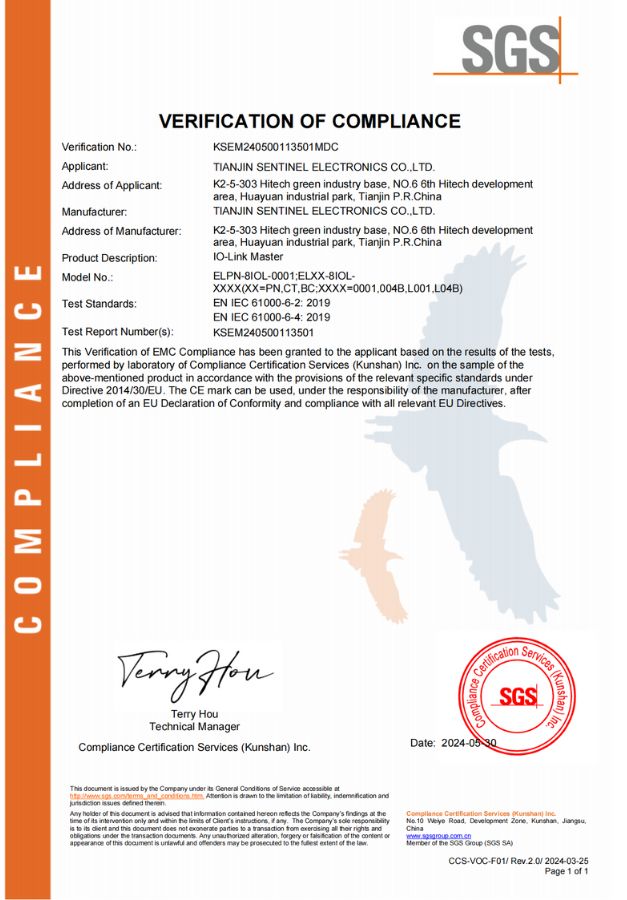 SGS
VERIFICATION OF COMPLIANCE
Verification No.: KSEM240500113501MDC
Applicant: TIANJIN SENTINEL ELECTRONICS CO.,LTD.
Address of Applicant: K2-5-303 Hitech green industry base, NO.6 6th Hitech development
area, Huayuan industrial park, Tianjin P.R.China
Manufacturer: TIANJIN SENTINEL ELECTRONICS CO.,LTD.
Address of Manufacturer: K2-5-303 Hitech green industry base, NO.6 6th Hitech development
area, Huayuan industrial park, Tianjin P.R.China
Product Description: IO-Link Master
Model No.: ELPN-8IOL-0001;ELXX-8IOL-
XXXX(XX=PN,CT,BC;XXXX=0001,004B,L001,L04B)
Test Standards: EN IEC 61000-6-2: 2019
EN IEC 61000-6-4: 2019
Test Report Number(s): KSEM240500113501
This Verification of EMC Compliance has been granted to the applicant based on the results of the tests,
performed by laboratory of Compliance Certification Services (Kunshan) Inc. on the sample of the
above-mentioned product in accordance with the provisions of the relevant specific standards under
Directive 2014/30/EU. The CE mark can be used, under the responsibility of the manufacturer, after
completion of an EU Declaration of Conformity and compliance with all relevant EU Directives.
COMPLIANCE
Terry Hou
Terry Hou
Technical Manager
Compliance Certification Services (Kunshan) Inc.
Compliance Certification Services (Kunshan) Inc.
SGS
Date: 2024-05-30
This document is issued by the Company under its General Conditions of Service accessible at
http://www.sgs.com/terms_and_conditions.htm. Attention is drawn to the limitation of liability, indemnification and
jurisdiction issues defined therein.
Any holder of this document is advised that information contained hereon reflects the Company's findings at the
time of its intervention only and within the limits of Client's instructions, if any. The Company's sole responsibility
is to its client and this document does not exonerate parties to a transaction from exercising all their rights and
obligations under the transaction documents. Any unauthorized alteration, forgery or falsification of the content or
appearance of this document is unlawful and offenders may be prosecuted to the fullest extent of the law.
Compliance Certification Services (Kunshan) Inc.
No.10 Weiye Road, Development Zone, Kunshan, Jiangsu,
China
www.sgsgroup.com.cn
Member of the SGS Group (SGS SA)
CCS-VOC-F01/ Rev.2.0/ 2024-03-25
Page 1 of 1